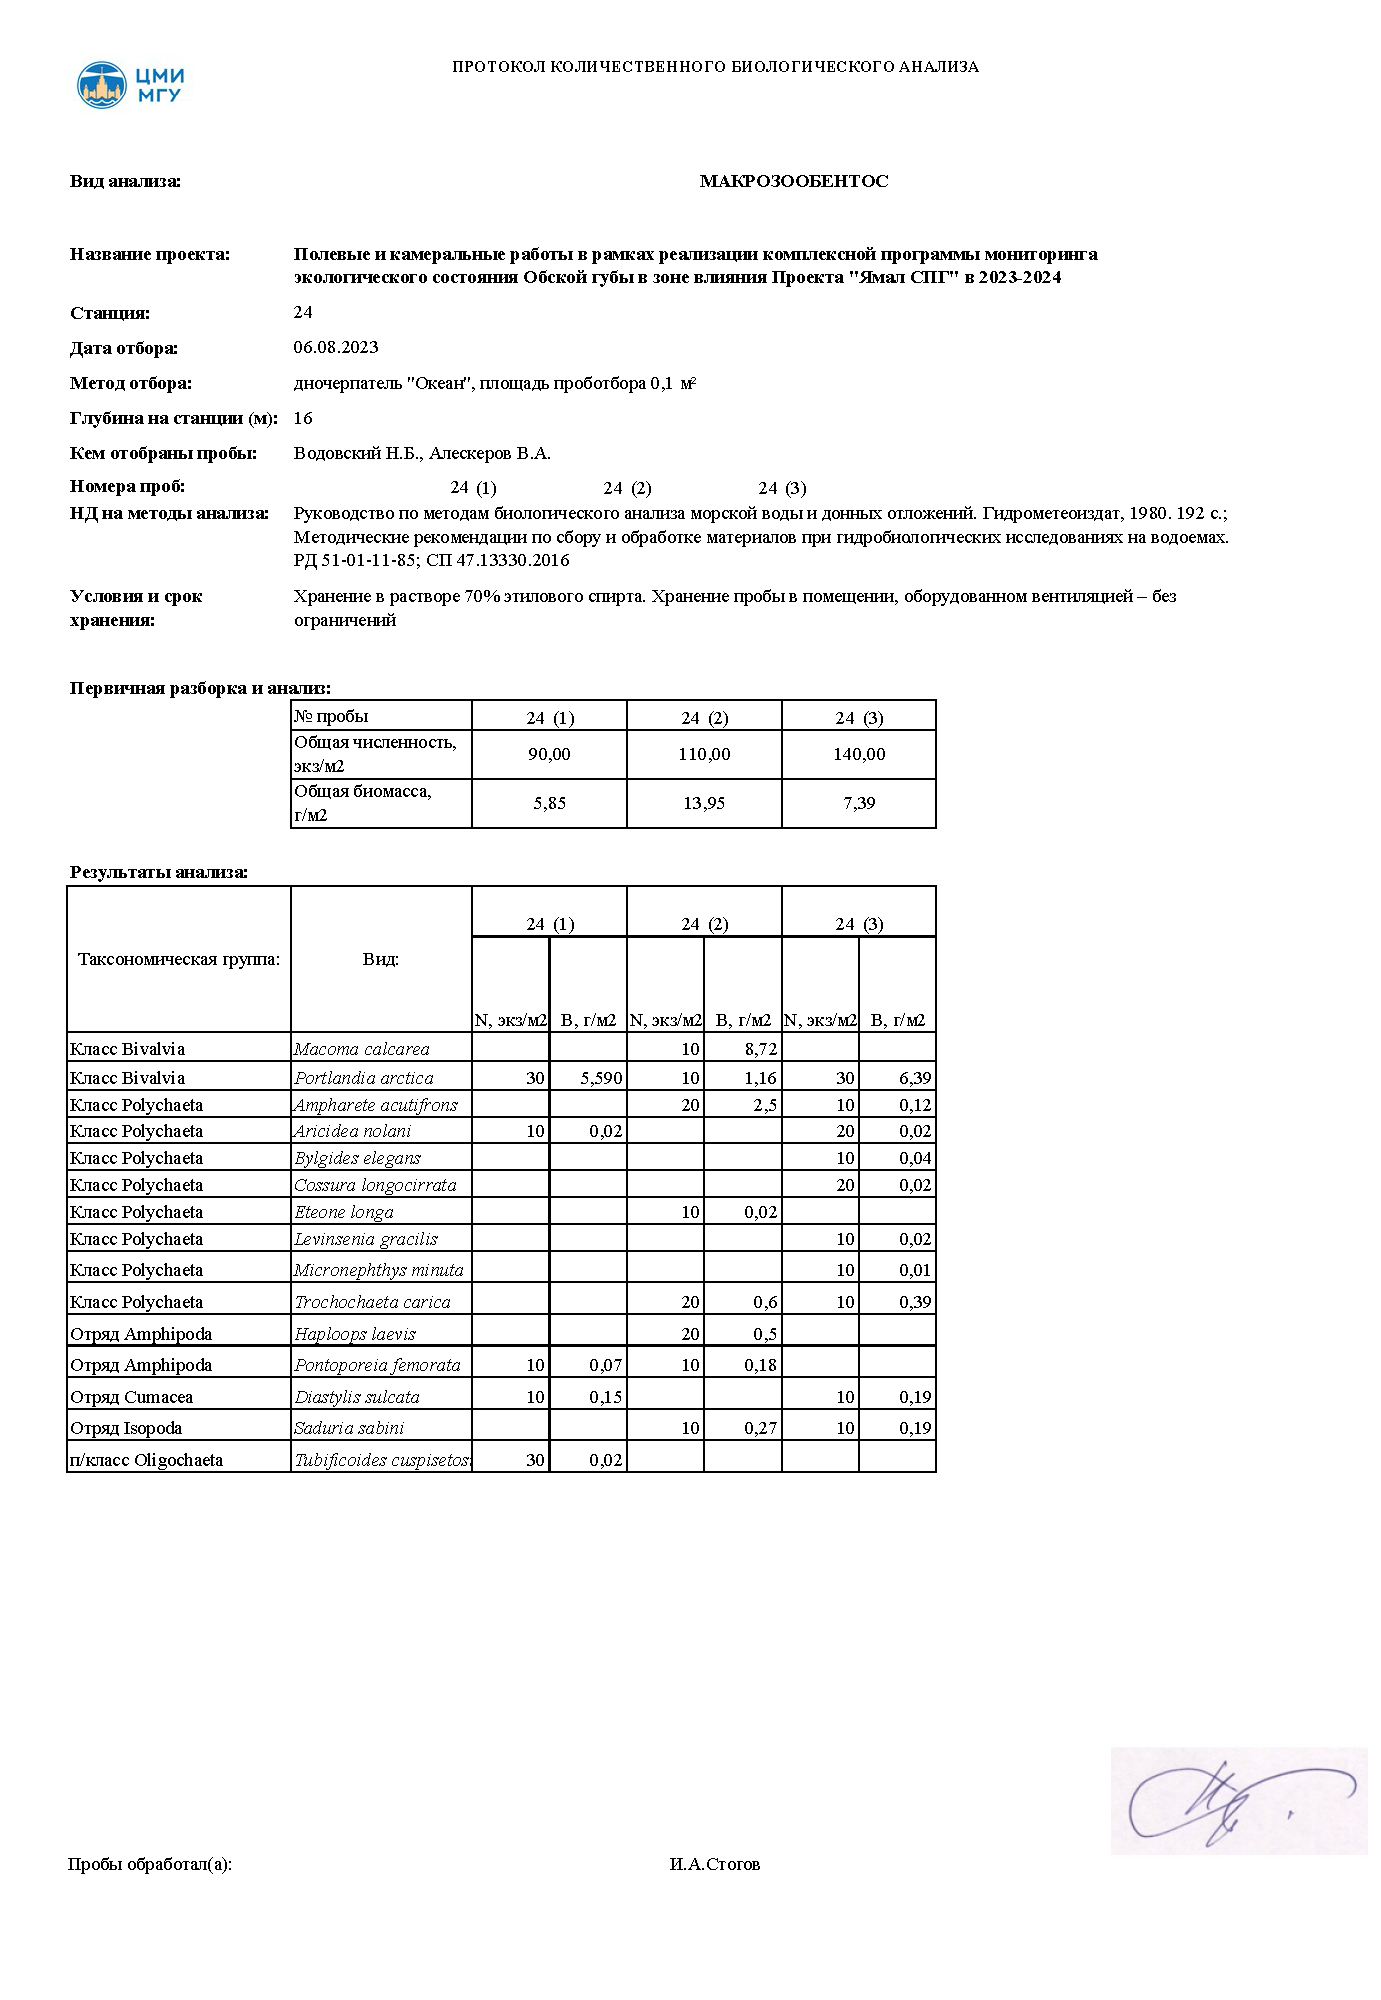 ЦМИ
МГУ
ПРОТОКОЛ КОЛИЧЕСТВЕННОГО БИОЛОГИЧЕСКОГО АНАЛИЗА
Вид анализа: МАКРОЗООБЕНТОС
Название проекта: Полевые и камеральные работы в рамках реализации комплексной программы мониторинга
экологического состояния Обской губы в зоне влияния Проекта "Ямал СПГ" в 2023-2024
Станция: 24
Дата отбора: 06.08.2023
Метод отбора: дночерпатель "Океан", площадь проботбора 0,1 м²
Глубина на станции (м): 16
Кем отобраны пробы: Водовский Н.Б., Алескеров В.А.
Номера проб: 24 (1) 24 (2) 24 (3)
НД на методы анализа: Руководство по методам биологического анализа морской воды и донных отложений. Гидрометеоиздат, 1980. 192 с.;
Методические рекомендации по сбору и обработке материалов при гидробиологических исследованиях на водоемах.
РД 51-01-11-85; СП 47.13330.2016
Условия и срок Хранение в растворе 70% этилового спирта. Хранение пробы в помещении, оборудованном вентиляцией – без
хранения: ограничений
Первичная разборка и анализ:
№ пробы 24 (1) 24 (2) 24 (3)
Общая численность,
экз/м2 90,00 110,00 140,00
Общая биомасса,
г/м2 5,85 13,95 7,39
Результаты анализа:
24 (1) 24 (2) 24 (3)
Таксономическая группа: Вид:
N, экз/м2 B, г/м2 N, экз/м2 B, г/м2 N, экз/м2 B, г/м2
Класс Bivalvia Macoma calcarea 10 8,72
Класс Bivalvia Portlandia arctica 30 5,590 10 1,16 30 6,39
Класс Polychaeta Ampharete acutifrons 20 2,5 10 0,12
Класс Polychaeta Aricidea nolani 10 0,02 20 0,02
Класс Polychaeta Bylgides elegans 10 0,04
Класс Polychaeta Cossura longocirrata 20 0,02
Класс Polychaeta Eteone longa 10 0,02
Класс Polychaeta Levinsenia gracilis 10 0,02
Класс Polychaeta Micronephthys minuta 10 0,01
Класс Polychaeta Trochochaeta carica 20 0,6 10 0,39
Отряд Amphipoda Haploops laevis 20 0,5
Отряд Amphipoda Pontoporeia femorata 10 0,07 10 0,18
Отряд Cumacea Diastylis sulcata 10 0,15 10 0,19
Отряд Isopoda Saduria sabini 10 0,27 10 0,19
п/класс Oligochaeta Tubificoides cuspisetos 30 0,02
Пробы обработал(а): И.А.Стогов